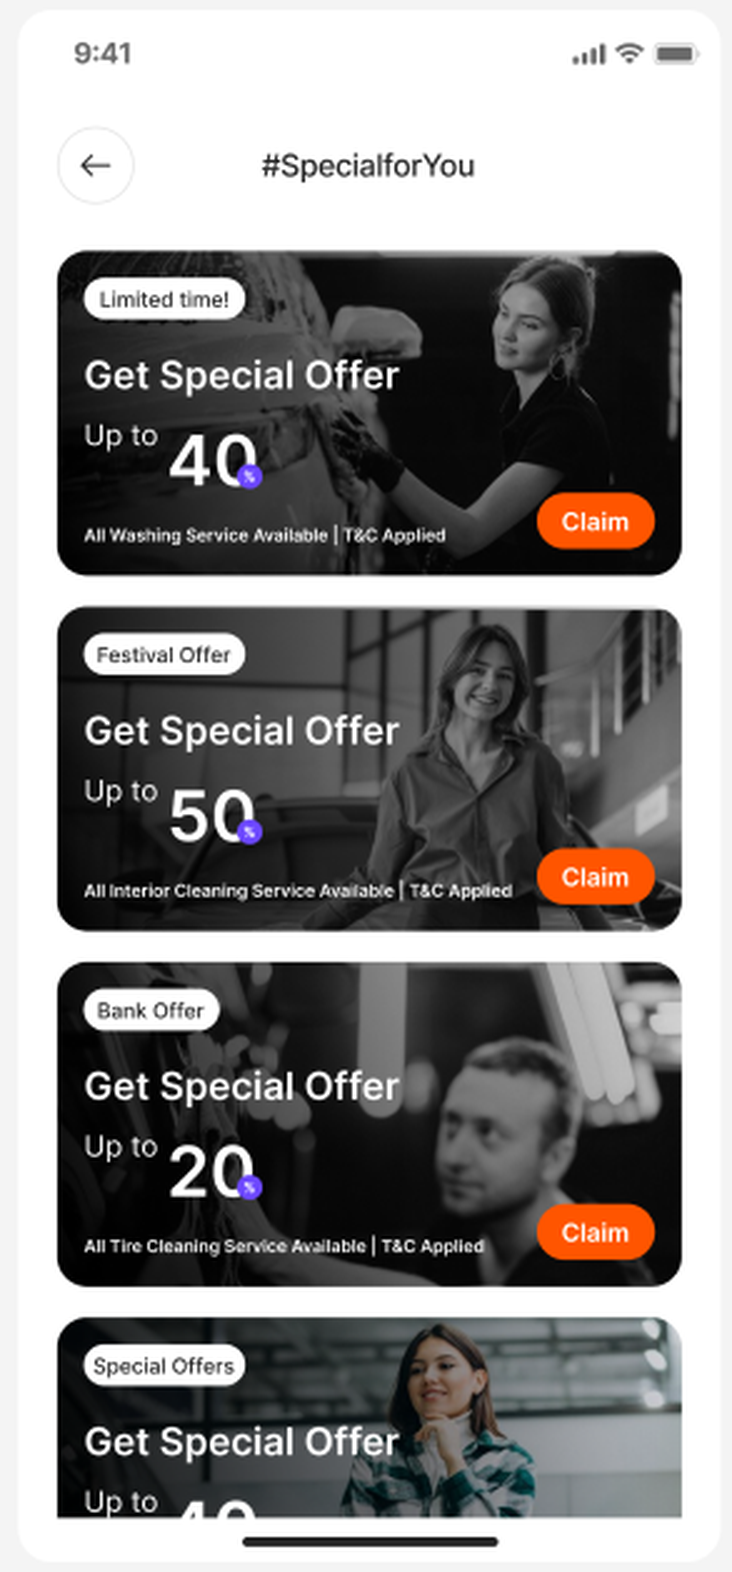 9:41
#SpecialforYou
Limited time!
Get Special Offer
Up to 40%
All Washing Service Available | T&C Applied
Claim
Festival Offer
Get Special Offer
Up to 50%
All Interior Cleaning Service Available | T&C Applied
Claim
Bank Offer
Get Special Offer
Up to 20%
All Tire Cleaning Service Available | T&C Applied
Claim
Special Offers
Get Special Offer
Up to